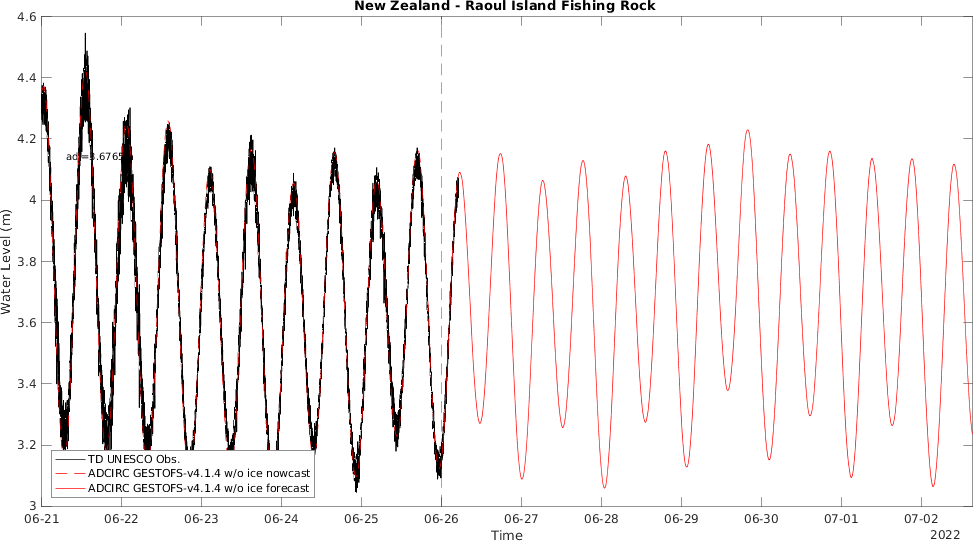 New Zealand - Raoul Island Fishing Rock
Water Level (m)
4.6
4.4
4.2
4
3.8
3.6
3.4
3.2
3
adj=3.6765
TD UNESCO Obs.
ADCIRC GESTOFS-v4.1.4 w/o ice nowcast
ADCIRC GESTOFS-v4.1.4 w/o ice forecast
06-21 06-22 06-23 06-24 06-25 06-26 06-27 06-28 06-29 06-30 07-01 07-02
Time
2022